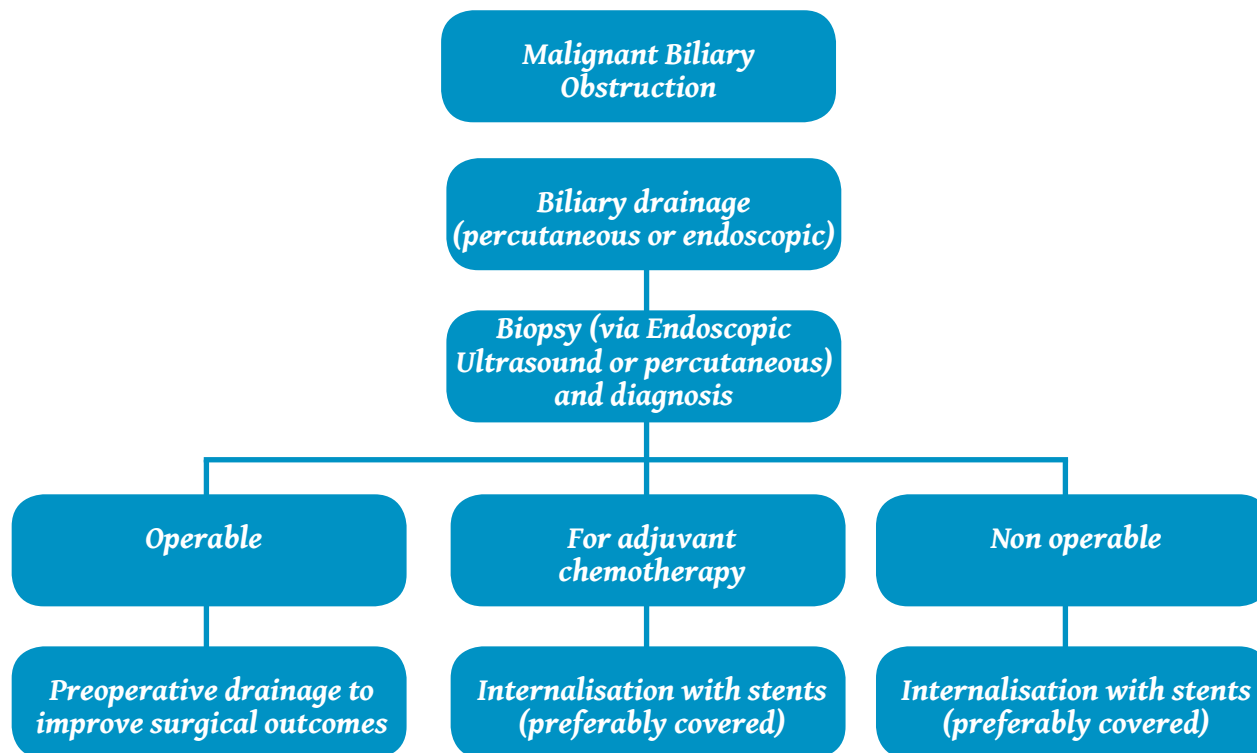 Malignant Biliary
Obstruction
Biliary drainage
(percutaneous or endoscopic)
Biopsy (via Endoscopic
Ultrasound or percutaneous)
and diagnosis
Operable
For adjuvant
chemotherapy
Non operable
Preoperative drainage to
improve surgical outcomes
Internalisation with stents
(preferably covered)
Internalisation with stents
(preferably covered)